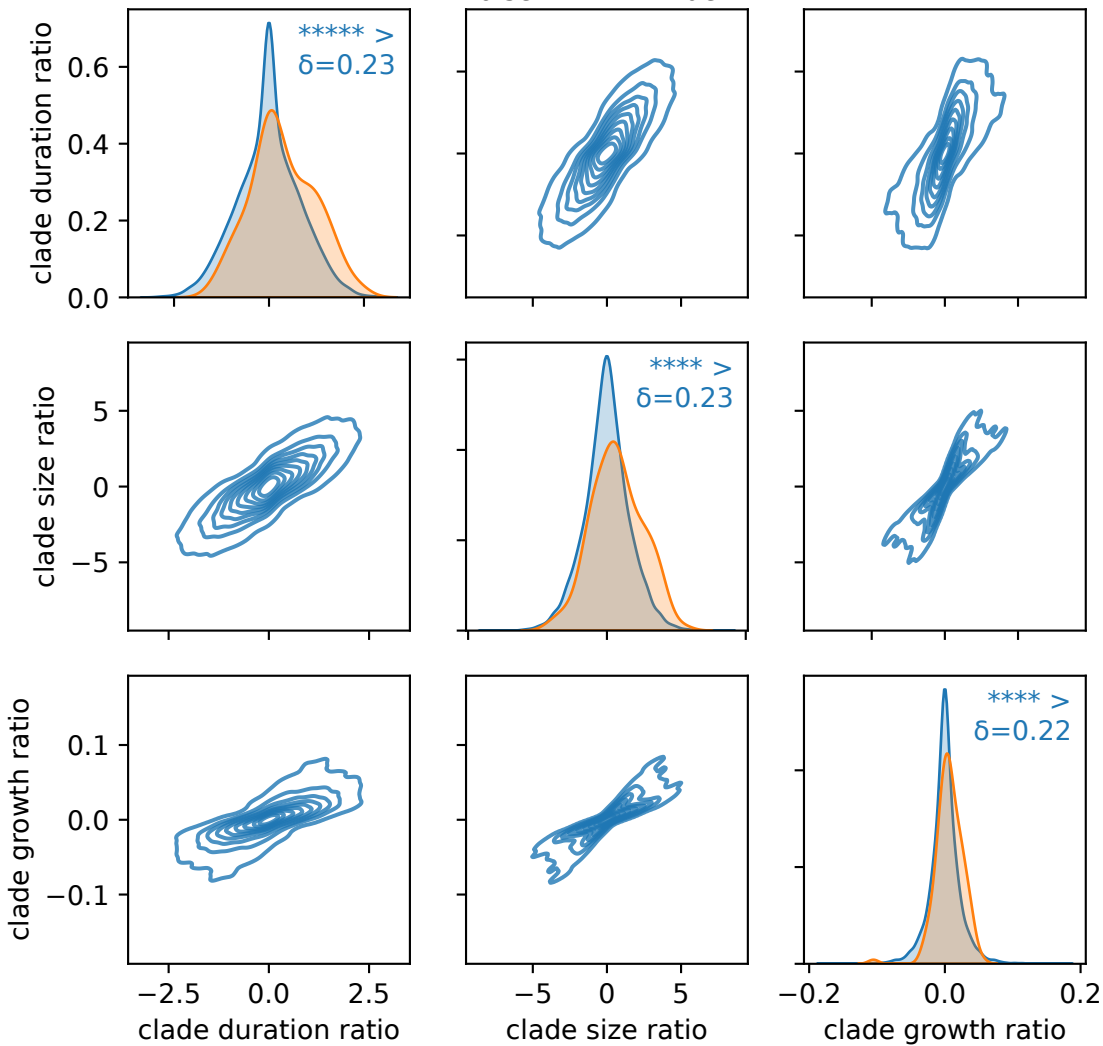 clade duration ratio
0.6
0.4
0.2
0.0
***** >
δ=0.23
clade size ratio
5
0
−5
**** >
δ=0.23
clade growth ratio
0.1
0.0
−0.1
**** >
δ=0.22
−2.5 0.0 2.5
clade duration ratio
−5 0 5
clade size ratio
−0.2 0.0 0.2
clade growth ratio